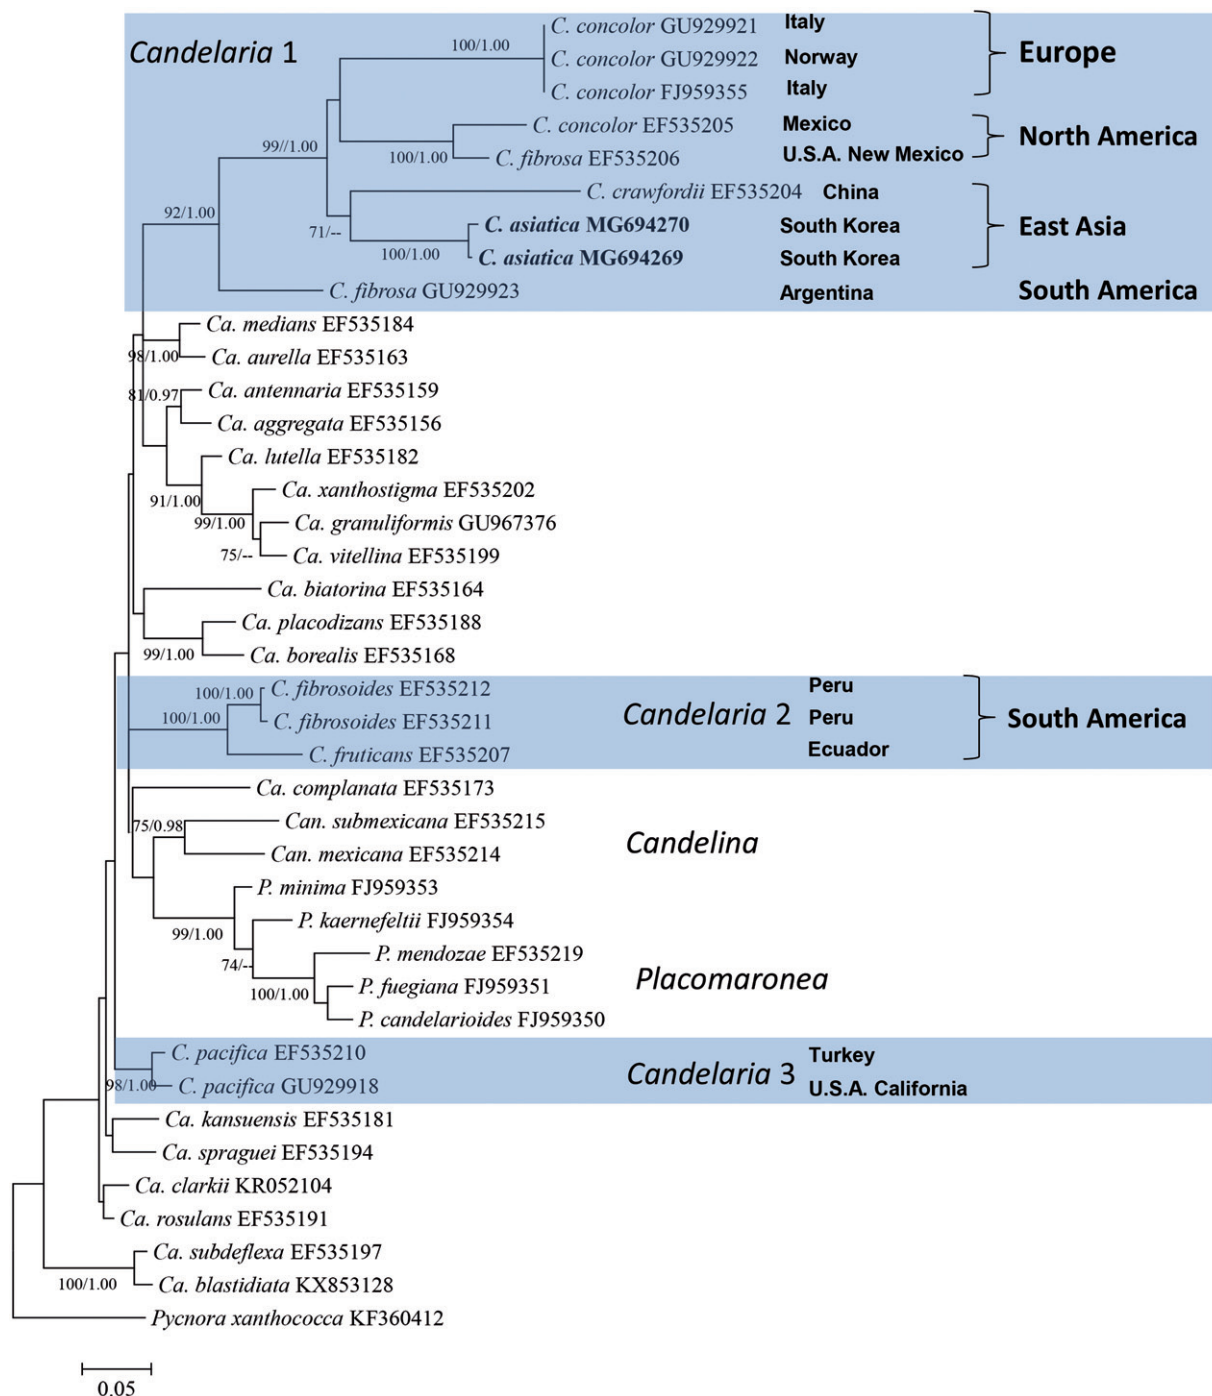 C. concolor GU929921 Italy
Candelaria 1
100/1.00
Europe
C. concolor GU929922 Norway
C. concolor FJ959355 Italy
C. concolor EF535205 Mexico
North America
99//1.00
100/1.00
C. fibrosa EF535206 U.S.A. New Mexico
C. crawfordii EF535204 China
92/1.00
C. asiatica MG694270 South Korea
East Asia
71/--
100/1.00
C. asiatica MG694269 South Korea
C. fibrosa GU929923 Argentina South America
Ca. medians EF535184
98/1.00
Ca. aurella EF535163
81/0.97
Ca. antennaria EF535159
Ca. aggregata EF535156
Ca. lutella EF535182
91/1.00
Ca. xanthostigma EF535202
99/1.00
Ca. granuliformis GU967376
75/--
Ca. vitellina EF535199
Ca. biatorina EF535164
Ca. placodizans EF535188
99/1.00
Ca. borealis EF535168
100/1.00
C. fibrosoides EF535212 Peru
100/1.00
C. fibrosoides EF535211 Candelaria 2 Peru South America
C. fruticans EF535207 Ecuador
Ca. complanata EF535173
75/0.98
Can. submexicana EF535215
Candelina
Can. mexicana EF535214
P. minima FJ959353
P. kaernefeltii FJ959354
99/1.00
P. mendozae EF535219
74/--
100/1.00
P. fuegiana FJ959351 Placomaronea
P. candelarioides FJ959350
C. pacifica EF535210 Turkey
98/1.00
C. pacifica GU929918 Candelaria 3 U.S.A. California
Ca. kansuensis EF535181
Ca. spraguei EF535194
Ca. clarkii KR052104
Ca. rosulans EF535191
Ca. subdeflexa EF535197
100/1.00
Ca. blastidiata KX853128
Pycnora xanthococca KF360412
0.05